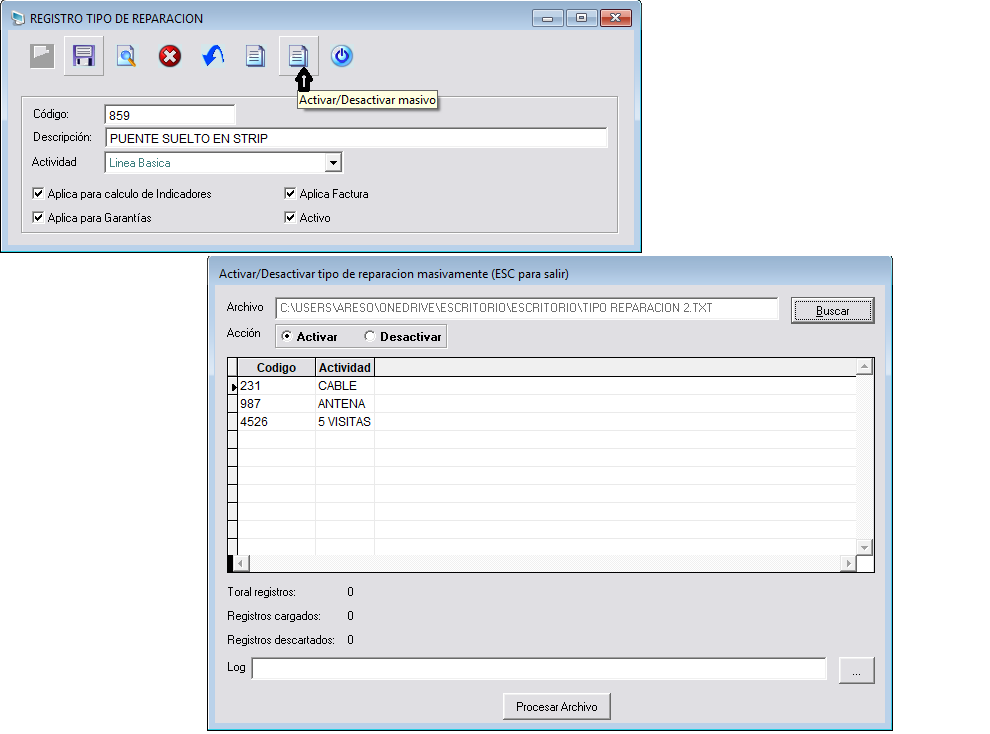 REGISTRO TIPO DE REPARACION
Activar/Desactivar masivo
Código: 859
Descripción: PUENTE SUELTO EN STRIP
Actividad Linea Basica
Aplica para calculo de Indicadores Aplica Factura
Aplica para Garantías Activo
Activar/Desactivar tipo de reparacion masivamente (ESC para salir)
Archivo C:\USERS\ARESO\ONEDRIVE\ESCRITORIO\ESCRITORIO\TIPO REPARACION 2.TXT Buscar
Acción Activar Desactivar
Codigo Actividad
231 CABLE
987 ANTENA
4526 5 VISITAS
Toral registros: 0
Registros cargados: 0
Registros descartados: 0
Log ...
Procesar Archivo